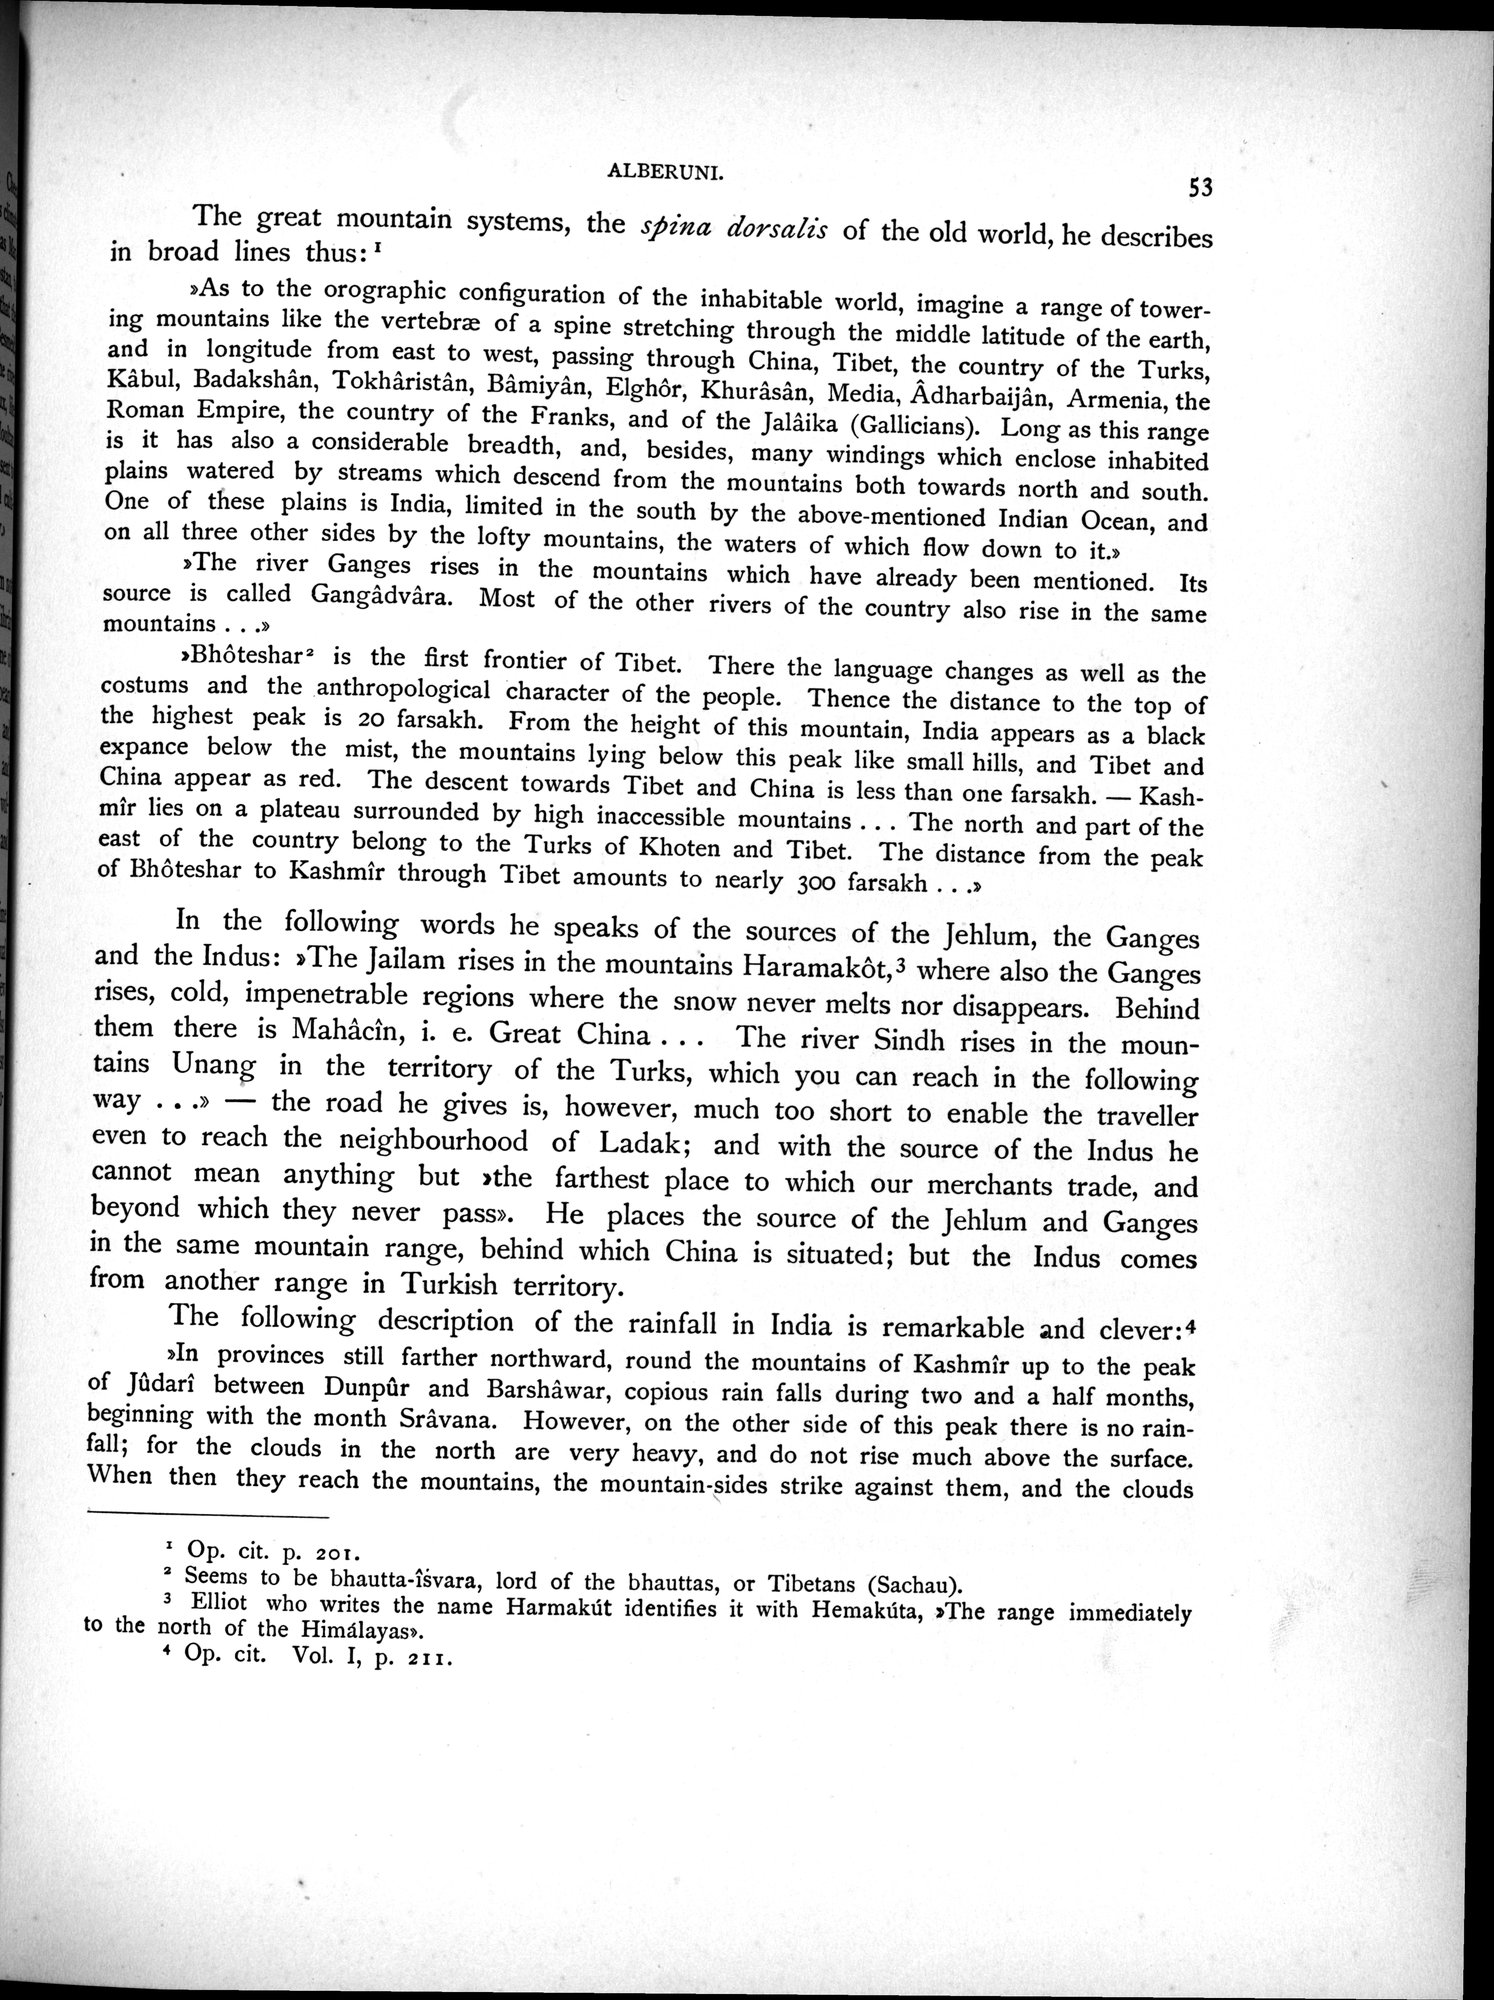 ALBERUNI.
53
The great mountain systems, the spina dorsalis of the old world, he describes
in broad lines thus: ¹
»As to the orographic configuration of the inhabitable world, imagine a range of tower-
ing mountains like the vertebræ of a spine stretching through the middle latitude of the earth,
and in longitude from east to west, passing through China, Tibet, the country of the Turks,
Kâbul, Badakshân, Tokhâristân, Bâmiyân, Elghôr, Khurâsân, Media, Âdharbaijân, Armenia, the
Roman Empire, the country of the Franks, and of the Jalâika (Gallicians). Long as this range
is it has also a considerable breadth, and, besides, many windings which enclose inhabited
plains watered by streams which descend from the mountains both towards north and south.
One of these plains is India, limited in the south by the above-mentioned Indian Ocean, and
on all three other sides by the lofty mountains, the waters of which flow down to it.»
»The river Ganges rises in the mountains which have already been mentioned. Its
source is called Gangâdvâra. Most of the other rivers of the country also rise in the same
mountains . . .»
»Bhôteshar² is the first frontier of Tibet. There the language changes as well as the
costums and the anthropological character of the people. Thence the distance to the top of
the highest peak is 20 farsakh. From the height of this mountain, India appears as a black
expance below the mist, the mountains lying below this peak like small hills, and Tibet and
China appear as red. The descent towards Tibet and China is less than one farsakh. — Kash-
mîr lies on a plateau surrounded by high inaccessible mountains . . . The north and part of the
east of the country belong to the Turks of Khoten and Tibet. The distance from the peak
of Bhôteshar to Kashmîr through Tibet amounts to nearly 300 farsakh . . .»
In the following words he speaks of the sources of the Jehlum, the Ganges
and the Indus: »The Jailam rises in the mountains Haramakôt,³ where also the Ganges
rises, cold, impenetrable regions where the snow never melts nor disappears. Behind
them there is Mahâcîn, i. e. Great China . . . The river Sindh rises in the moun-
tains Unang in the territory of the Turks, which you can reach in the following
way . . .» — the road he gives is, however, much too short to enable the traveller
even to reach the neighbourhood of Ladak; and with the source of the Indus he
cannot mean anything but »the farthest place to which our merchants trade, and
beyond which they never pass». He places the source of the Jehlum and Ganges
in the same mountain range, behind which China is situated; but the Indus comes
from another range in Turkish territory.
The following description of the rainfall in India is remarkable and clever:⁴
»In provinces still farther northward, round the mountains of Kashmîr up to the peak
of Jûdarî between Dunpûr and Barshâwar, copious rain falls during two and a half months,
beginning with the month Srâvana. However, on the other side of this peak there is no rain-
fall; for the clouds in the north are very heavy, and do not rise much above the surface.
When then they reach the mountains, the mountain-sides strike against them, and the clouds
¹ Op. cit. p. 201.
² Seems to be bhautta-îśvara, lord of the bhauttas, or Tibetans (Sachau).
³ Elliot who writes the name Harmakút identifies it with Hemakúta, »The range immediately
to the north of the Himálayas».
⁴ Op. cit. Vol. I, p. 211.